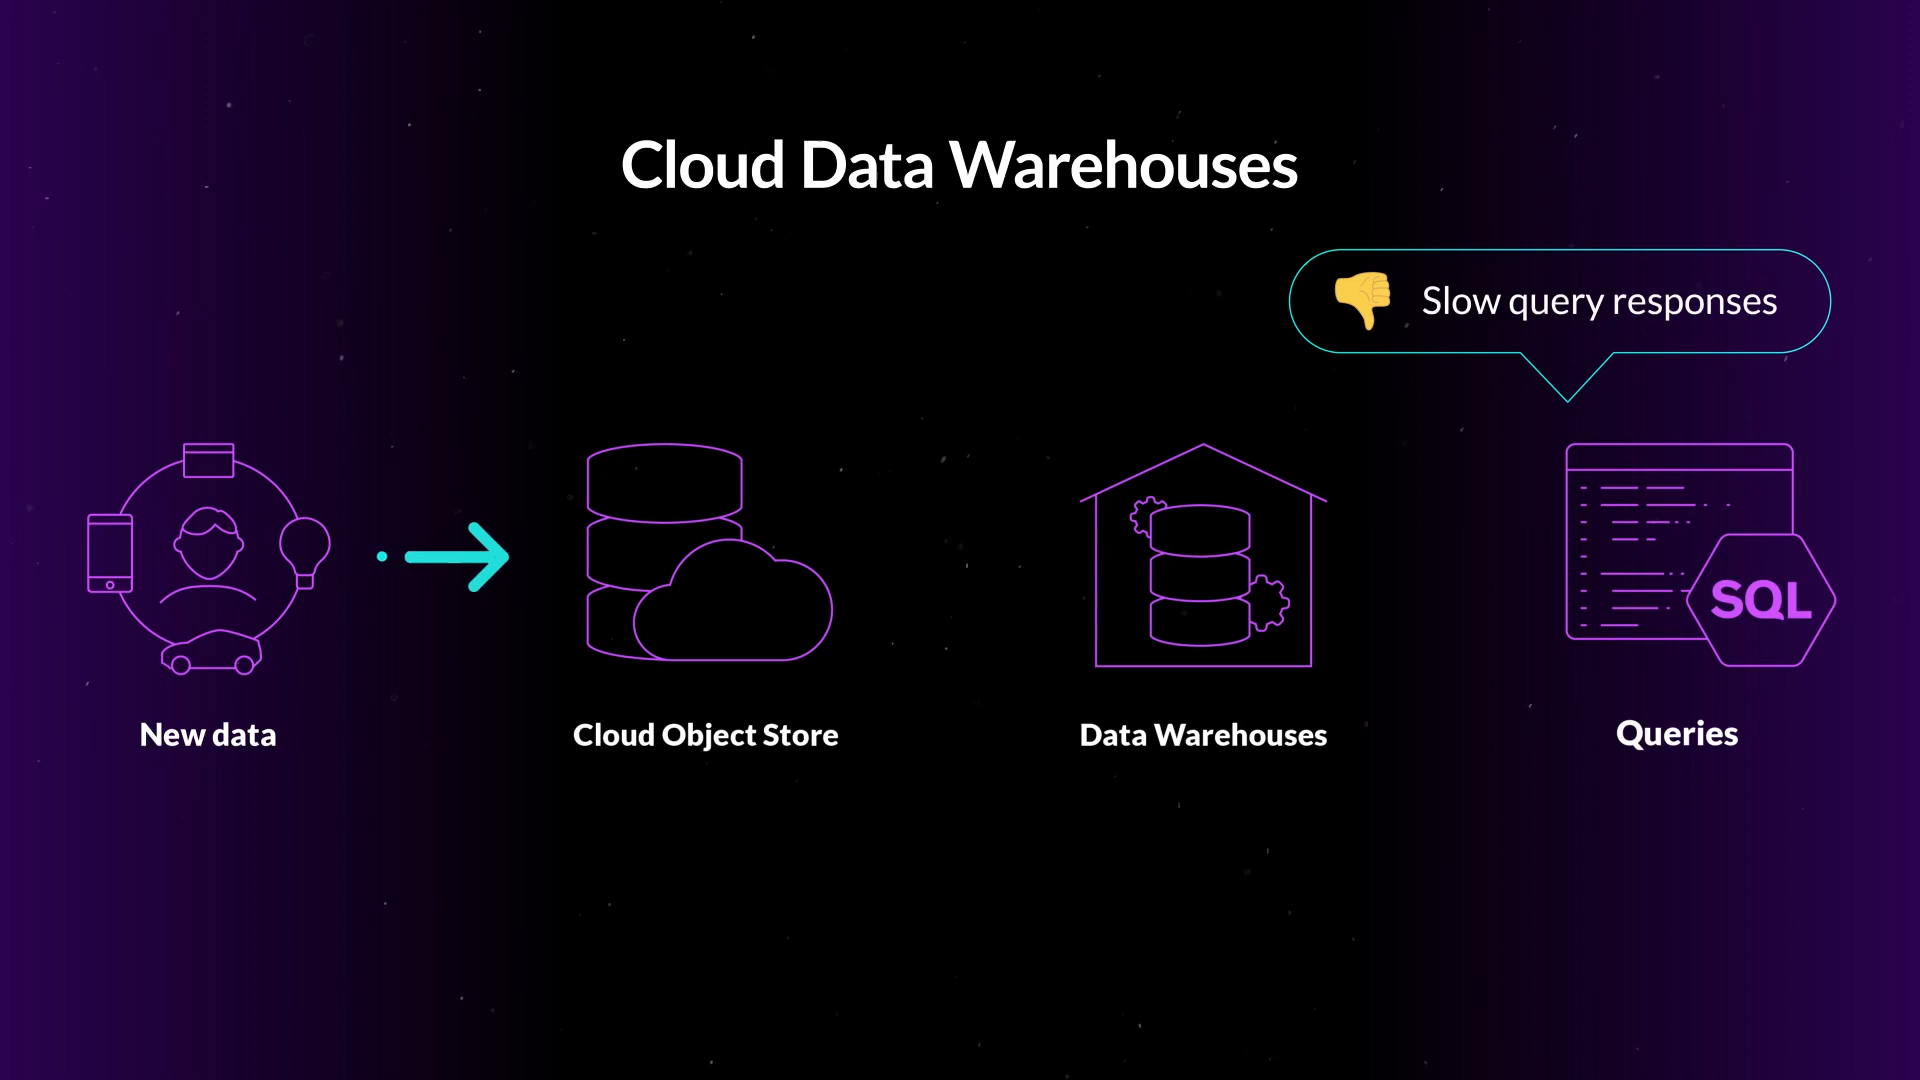 Cloud Data Warehouses
Slow query responses
SQL
New data
Cloud Object Store
Data Warehouses
Queries